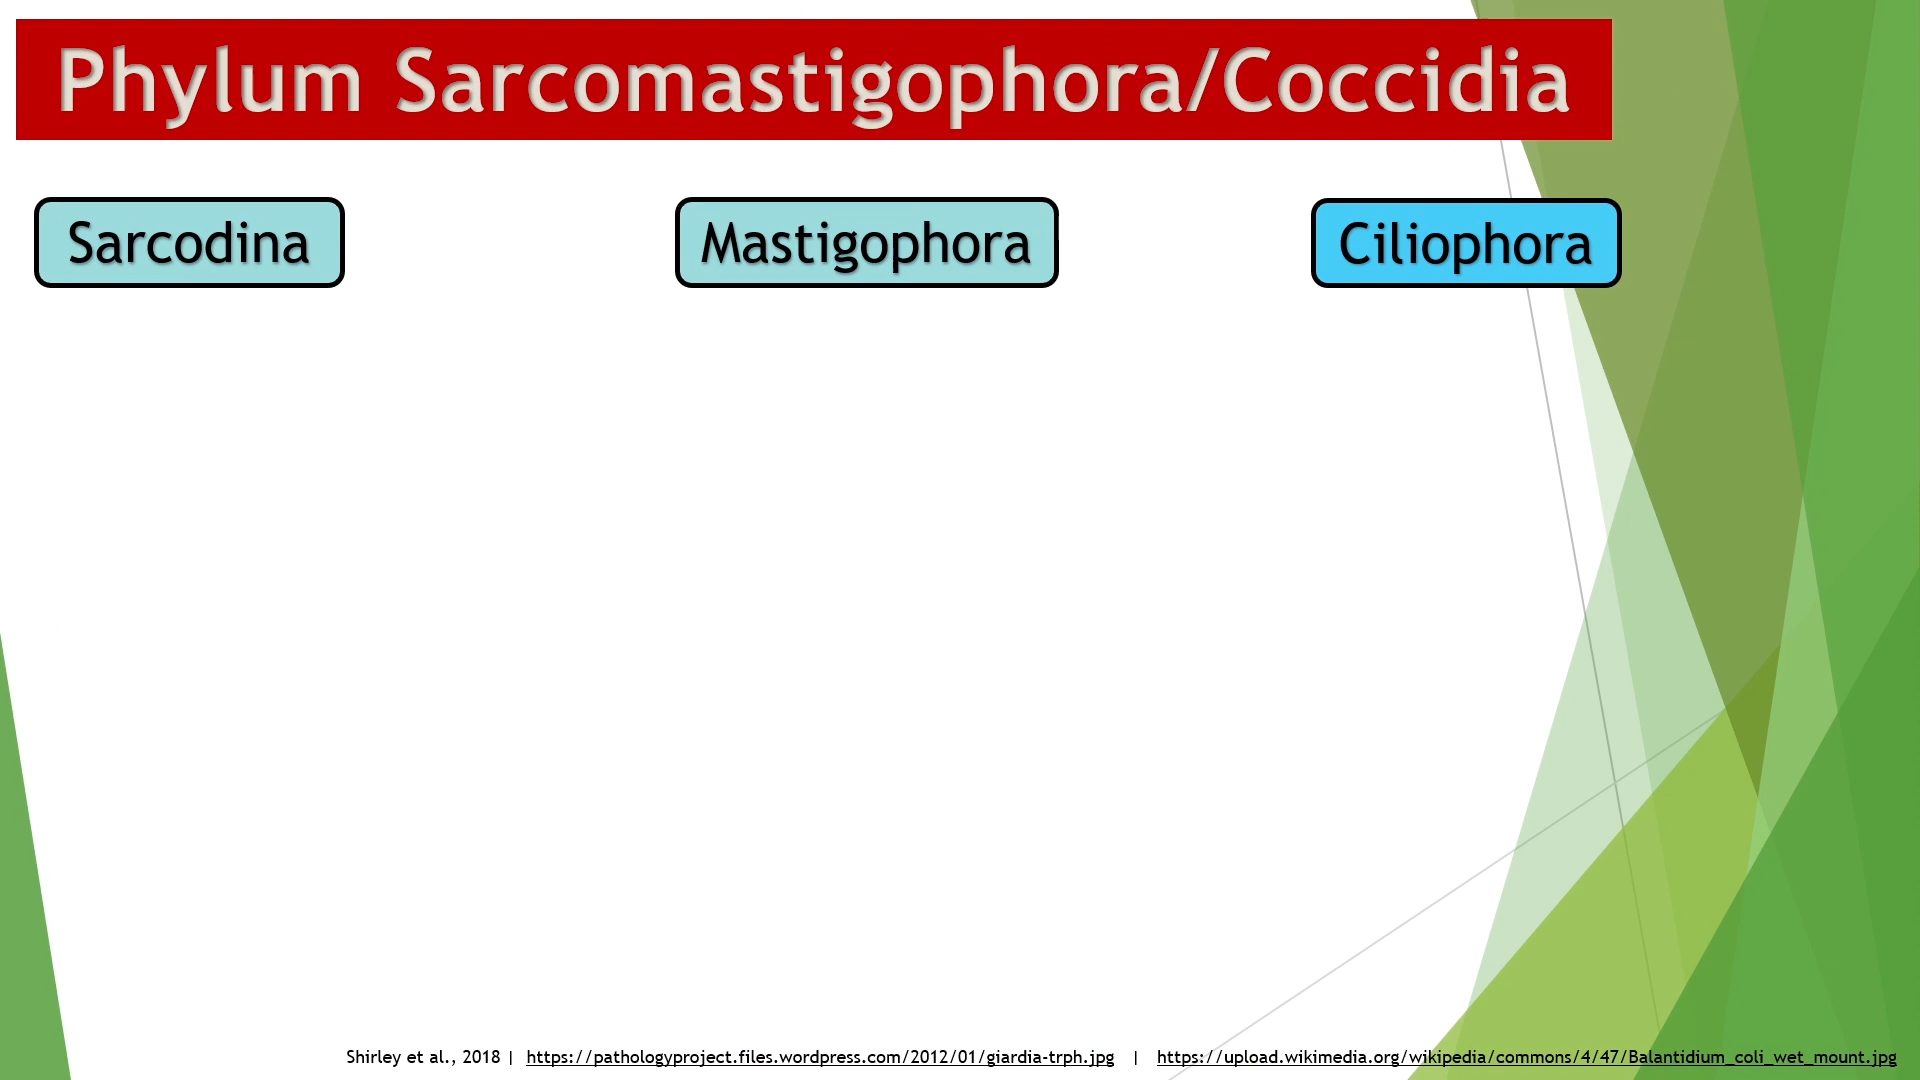 Phylum Sarcomastigophora/Coccidia
Sarcodina
Mastigophora
Ciliophora
Shirley et al., 2018 | https://pathologyproject.files.wordpress.com/2012/01/giardia-trph.jpg | https://upload.wikimedia.org/wikipedia/commons/4/47/Balantidium_coli_wet_mount.jpg